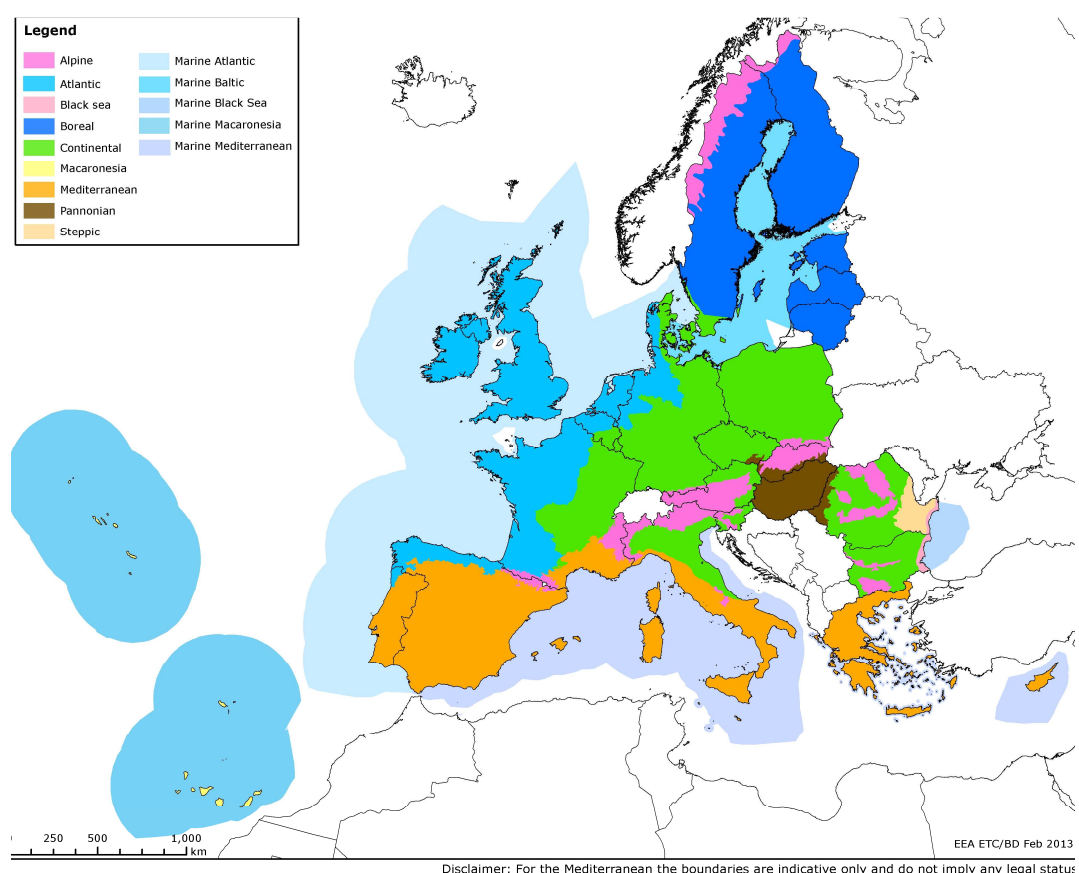 Legend
Alpine
Atlantic
Black sea
Boreal
Continental
Macaronesia
Mediterranean
Pannonian
Steppic
Marine Atlantic
Marine Baltic
Marine Black Sea
Marine Macaronesia
Marine Mediterranean
250 500 1,000
km
EEA ETC/BD Feb 2013
Disclaimer: For the Mediterranean the boundaries are indicative only and do not imply any legal status